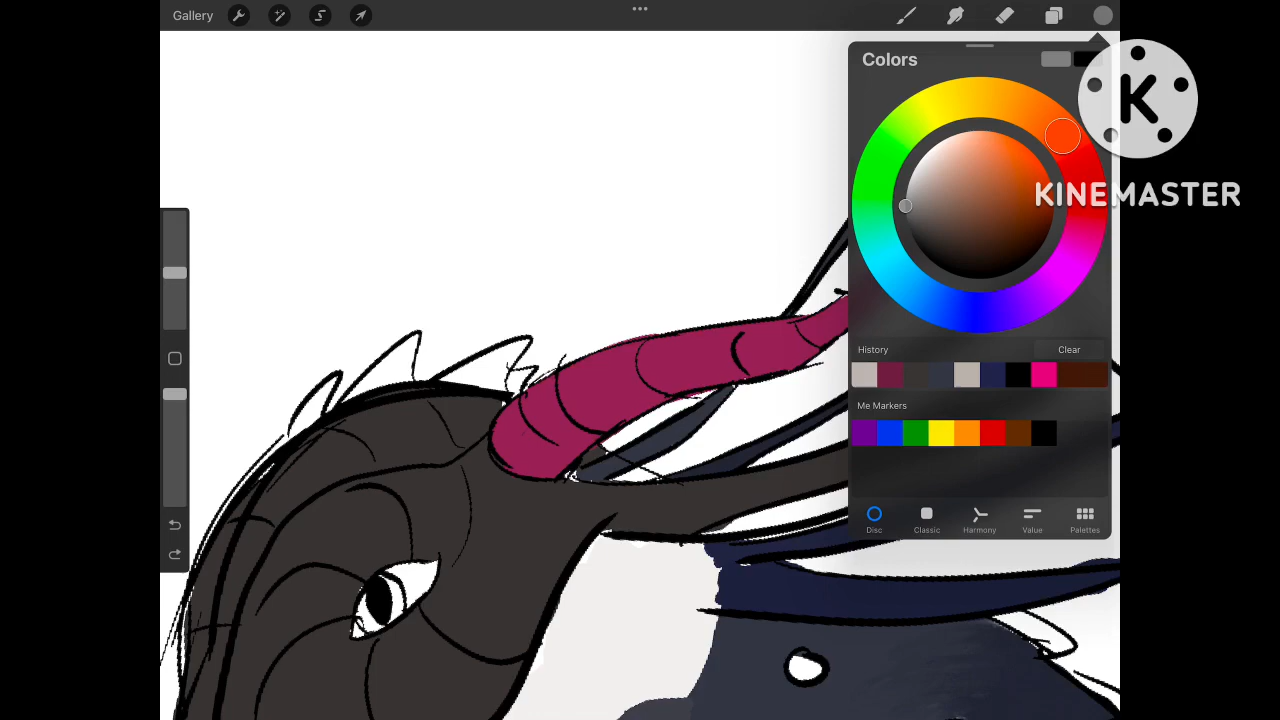 Gallery
Colors
K
KINEMASTER
History
Clear
Me Markers
Disc
Classic
Harmony
Value
Palettes